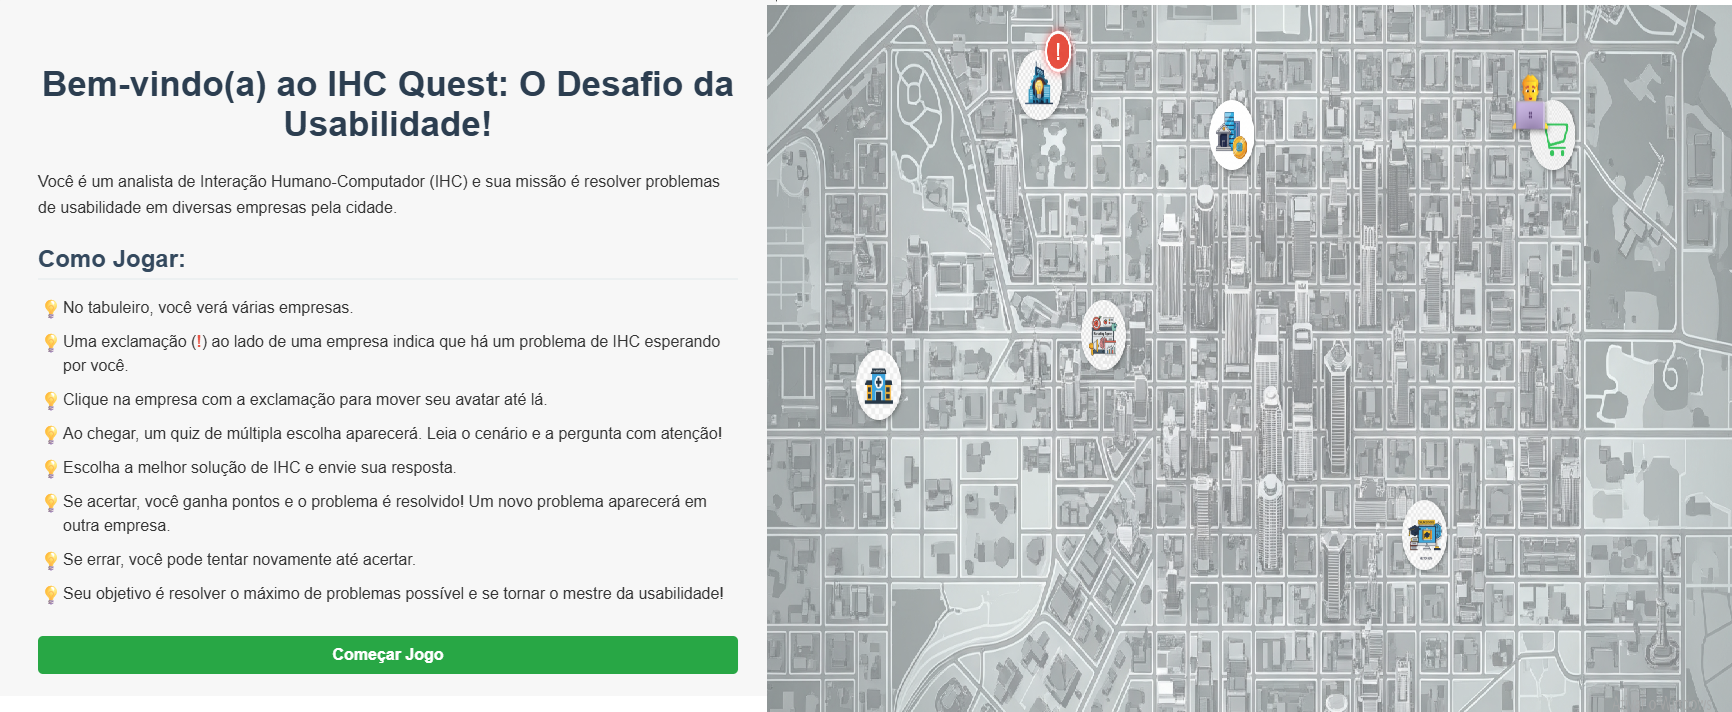 Bem-vindo(a) ao IHC Quest: O Desafio da
Usabilidade!
Você é um analista de Interação Humano-Computador (IHC) e sua missão é resolver problemas
de usabilidade em diversas empresas pela cidade.
Como Jogar:
No tabuleiro, você verá várias empresas.
Uma exclamação (!) ao lado de uma empresa indica que há um problema de IHC esperando
por você.
Clique na empresa com a exclamação para mover seu avatar até lá.
Ao chegar, um quiz de múltipla escolha aparecerá. Leia o cenário e a pergunta com atenção!
Escolha a melhor solução de IHC e envie sua resposta.
Se acertar, você ganha pontos e o problema é resolvido! Um novo problema aparecerá em
outra empresa.
Se errar, você pode tentar novamente até acertar.
Seu objetivo é resolver o máximo de problemas possível e se tornar o mestre da usabilidade!
Começar Jogo
!